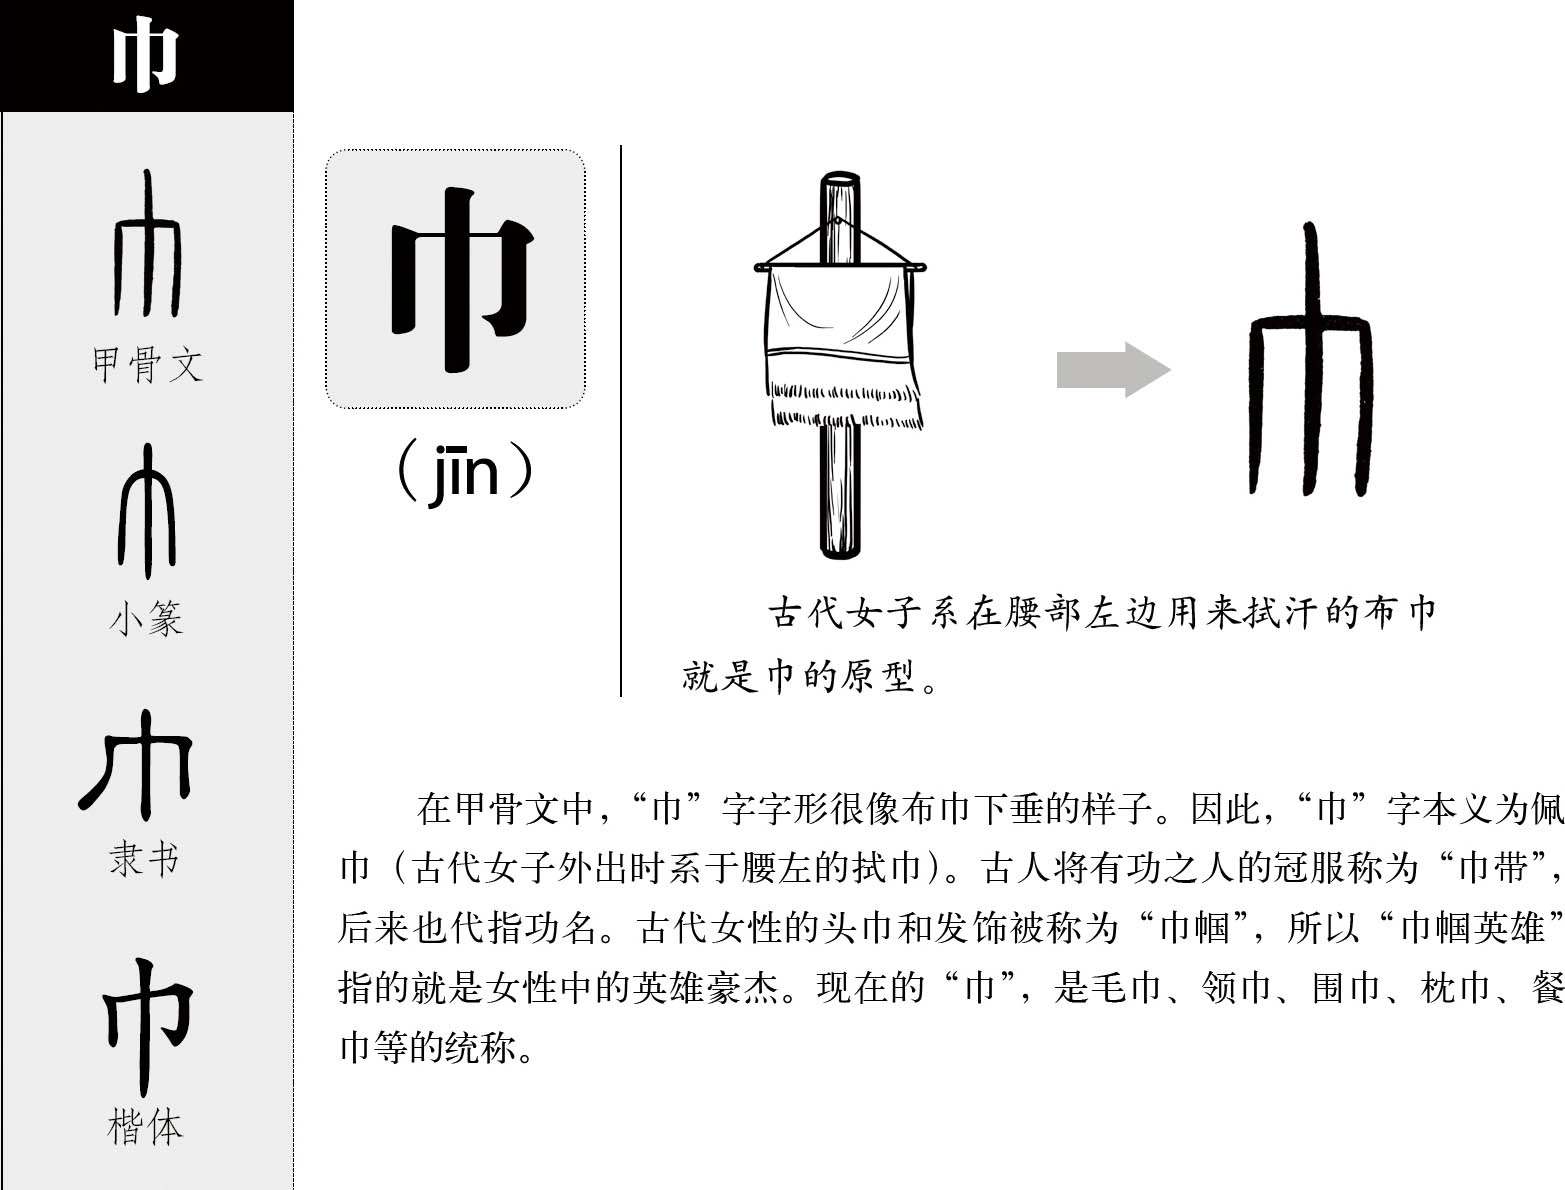 巾
甲骨文
小篆
隶书
楷体
巾
（jīn）
古代女子系在腰部左边用来拭汗的布巾
就是巾的原型。
在甲骨文中，“巾”字字形很像布巾下垂的样子。因此，“巾”字本义为佩
巾（古代女子外出时系于腰左的拭巾）。古人将有功之人的冠服称为“巾带”，
后来也代指功名。古代女性的头巾和发饰被称为“巾帼”，所以“巾帼英雄”
指的就是女性中的英雄豪杰。现在的“巾”，是毛巾、领巾、围巾、枕巾、餐
巾等的统称。